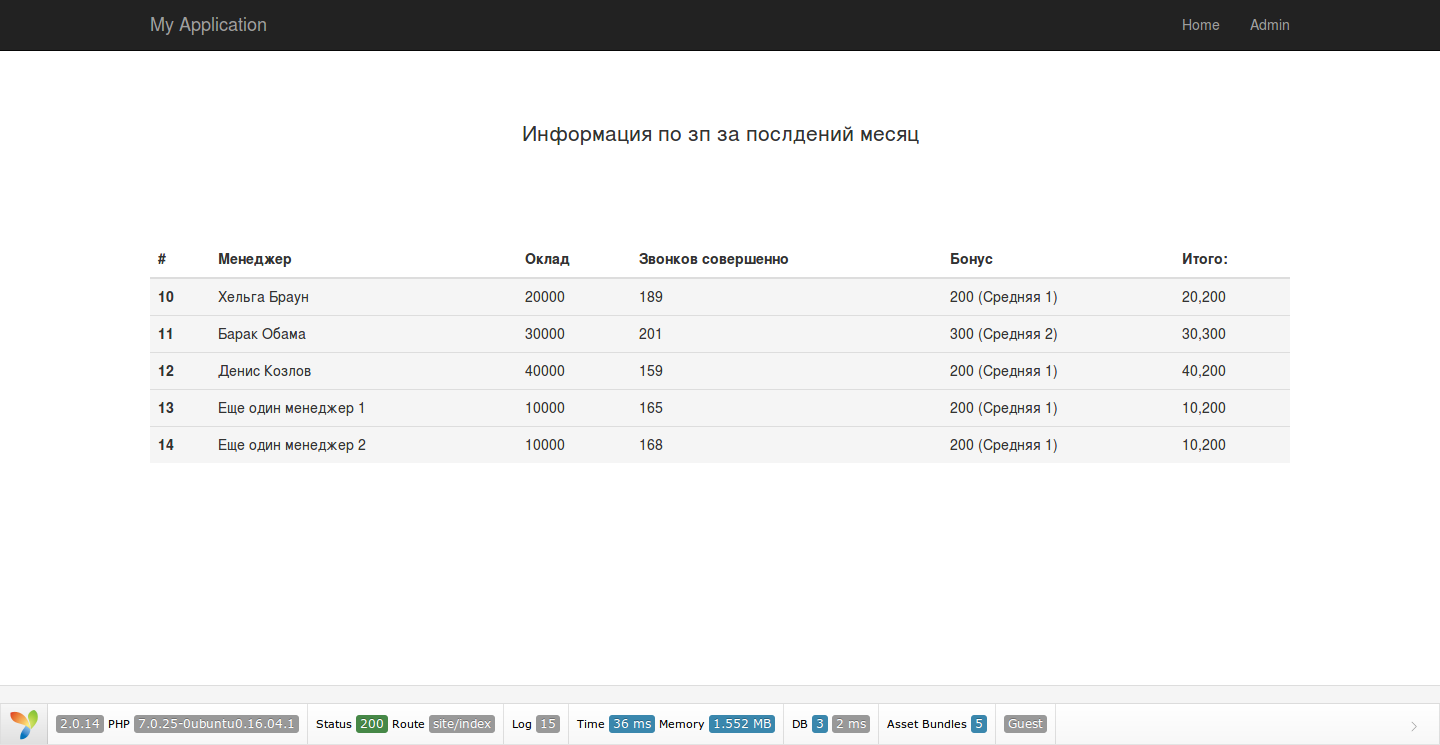 My Application Home Admin
Информация по зп за послдений месяц
# Менеджер Оклад Звонков совершенно Бонус Итого:
10 Хельга Браун 20000 189 200 (Средняя 1) 20,200
11 Барак Обама 30000 201 300 (Средняя 2) 30,300
12 Денис Козлов 40000 159 200 (Средняя 1) 40,200
13 Еще один менеджер 1 10000 165 200 (Средняя 1) 10,200
14 Еще один менеджер 2 10000 168 200 (Средняя 1) 10,200
2.0.14 PHP 7.0.25-0ubuntu0.16.04.1 Status 200 Route site/index Log 15 Time 36 ms Memory 1.552 MB DB 3 2 ms Asset Bundles 5 Guest